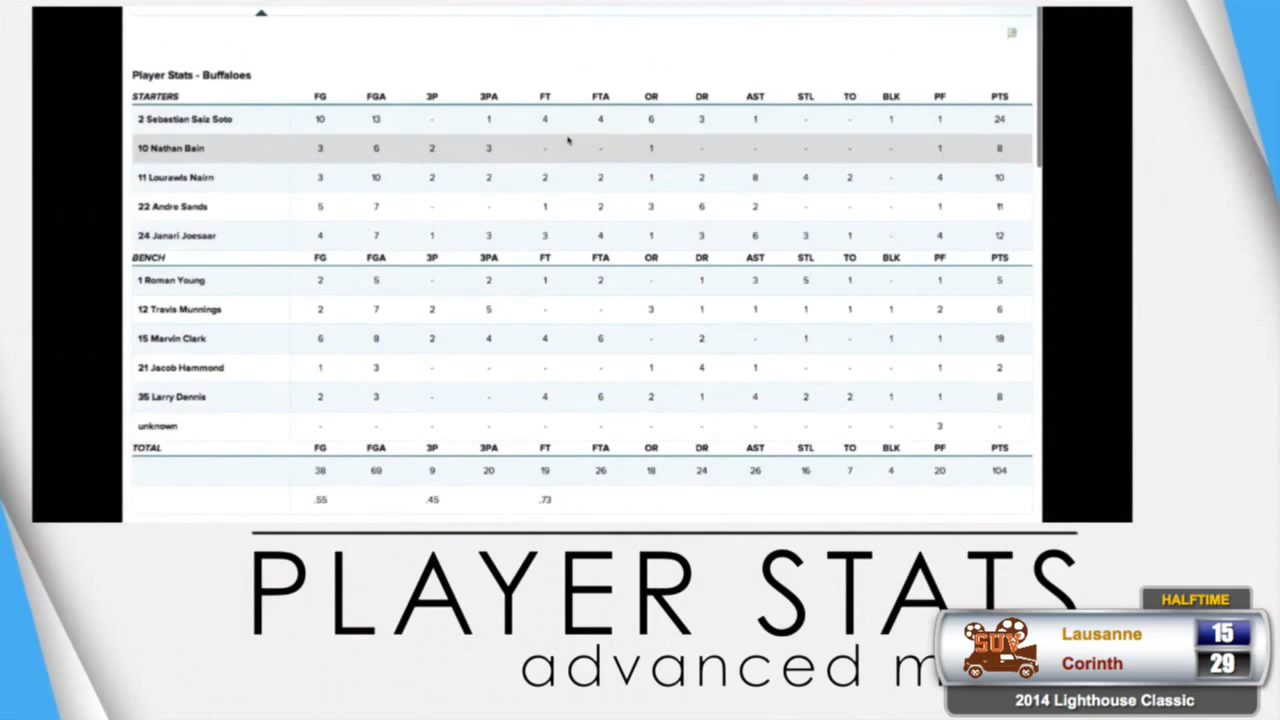 Player Stats - Buffaloes
STARTERS FG FGA 3P 3PA FT FTA OR DR AST STL TO BLK PF PTS
2 Sebastian Saiz Soto 10 13 - 1 4 4 6 3 1 - - 1 1 24
10 Nathan Bain 3 6 2 3 - - 1 - - - - - 1 8
11 Lourawls Nairn 3 10 2 2 2 2 1 2 8 4 2 - 4 10
22 Andre Sands 5 7 - - 1 2 3 6 2 - - - 1 11
24 Janari Joesaar 4 7 1 3 3 4 1 3 6 3 1 - 4 12
BENCH FG FGA 3P 3PA FT FTA OR DR AST STL TO BLK PF PTS
1 Roman Young 2 5 - 2 1 2 - 1 3 5 1 - 1 5
12 Travis Munnings 2 7 2 5 - - 3 1 1 1 1 1 2 6
15 Marvin Clark 6 8 2 4 4 6 - 2 - 1 - 1 1 18
21 Jacob Hammond 1 3 - - - - 1 4 1 - - - 1 2
35 Larry Dennis 2 3 - - 4 6 2 1 4 2 2 1 1 8
unknown - - - - - - - - - - - - 3 -
TOTAL FG FGA 3P 3PA FT FTA OR DR AST STL TO BLK PF PTS
38 69 9 20 19 26 18 24 26 16 7 4 20 104
.55 .45 .73
PLAYER STATS
advanced m
HALFTIME
SUV
Lausanne 15
Corinth 29
2014 Lighthouse Classic